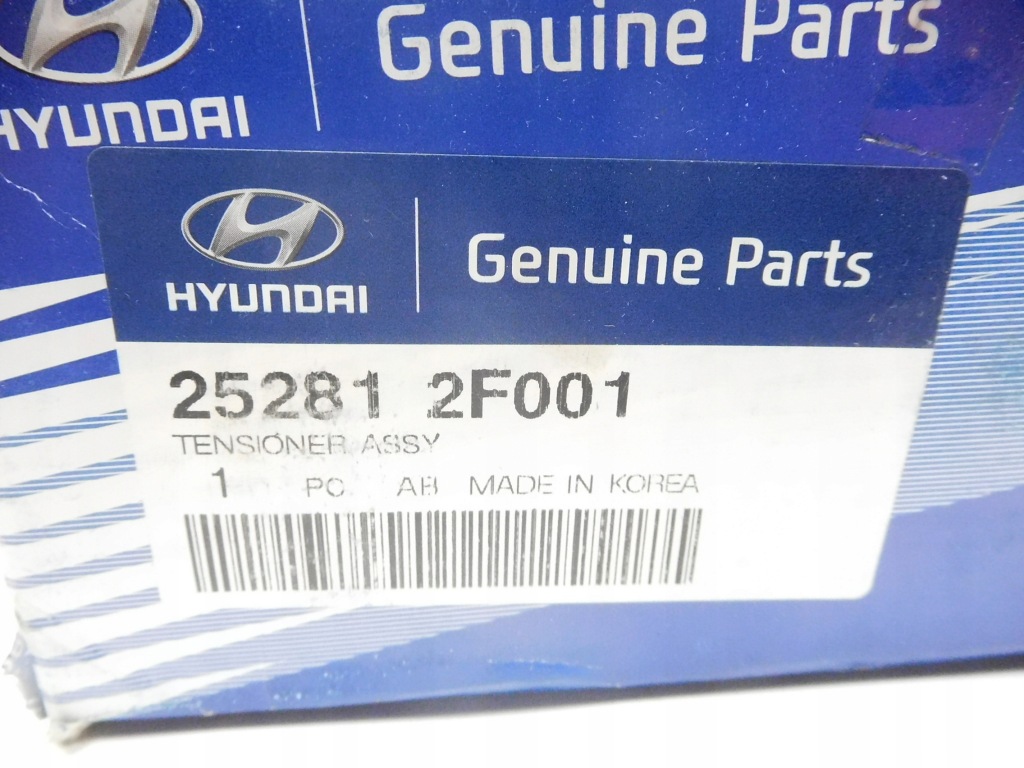 Genuine Parts
HYUNDAI
HYUNDAI
Genuine Parts
25281 2F001
TENSIONER ASSY
1 PC. AB MADE IN KOREA